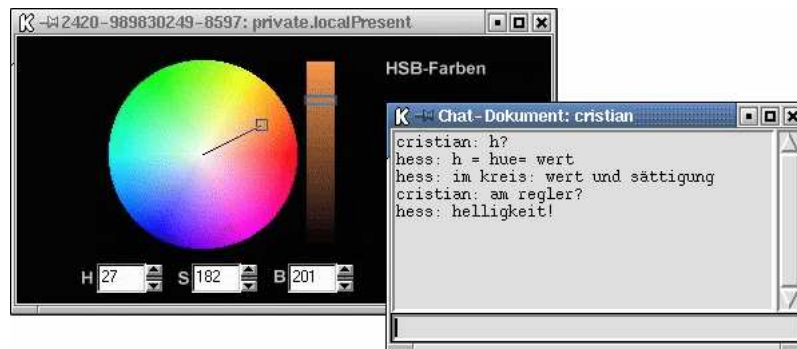 2420-989830249-8597: private.localPresent
HSB-Farben
H 27 S 182 B 201
Chat-Dokument: cristian
cristian: h?
hess: h = hue= wert
hess: im kreis: wert und sättigung
cristian: am regler?
hess: helligkeit!